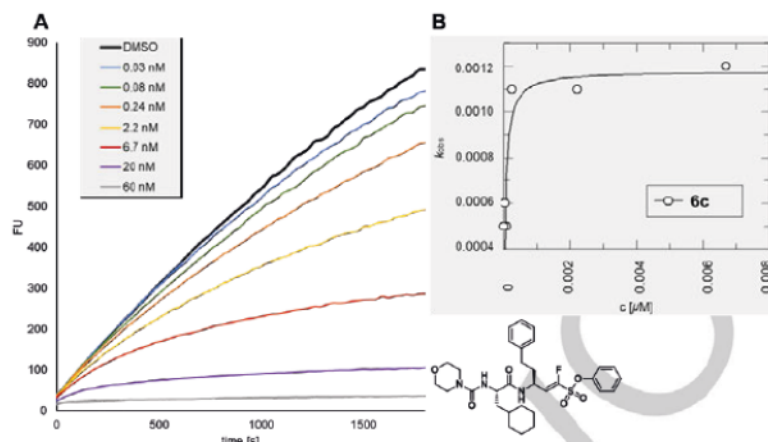 A
900
800
700
600
500
400
300
200
100
0
FU
0 500 1000 1500
time [s]
DMSO
0.03 nM
0.08 nM
0.24 nM
2.2 nM
6.7 nM
20 nM
60 nM
B
0.0012
0.0010
0.0008
0.0006
0.0004
kobs
0 0.002 0.004 0.006 0.008
c [µM]
6c
O
N
O
H
N
O
N
H
F
S
O
O
O